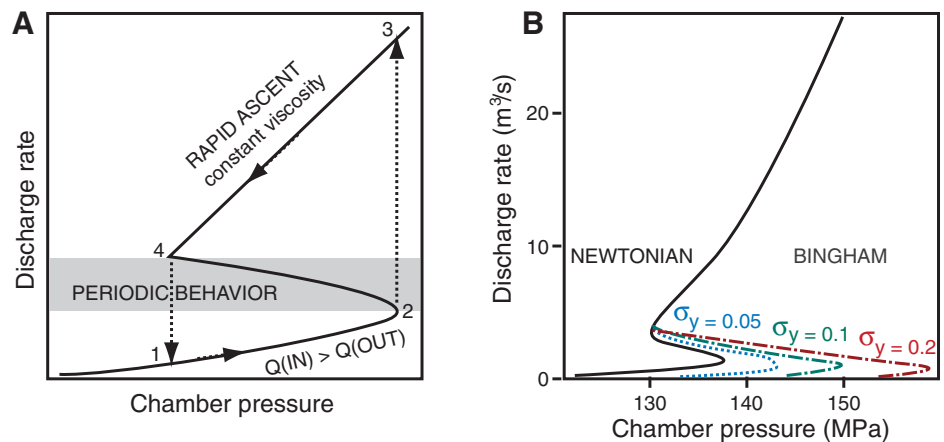 A
Discharge rate
3
RAPID ASCENT
constant viscosity
4
PERIODIC BEHAVIOR
2
1
Q(IN) > Q(OUT)
Chamber pressure
B
Discharge rate (m³/s)
20
10
0
NEWTONIAN
BINGHAM
σy = 0.05
σy = 0.1
σy = 0.2
130
140
150
Chamber pressure (MPa)